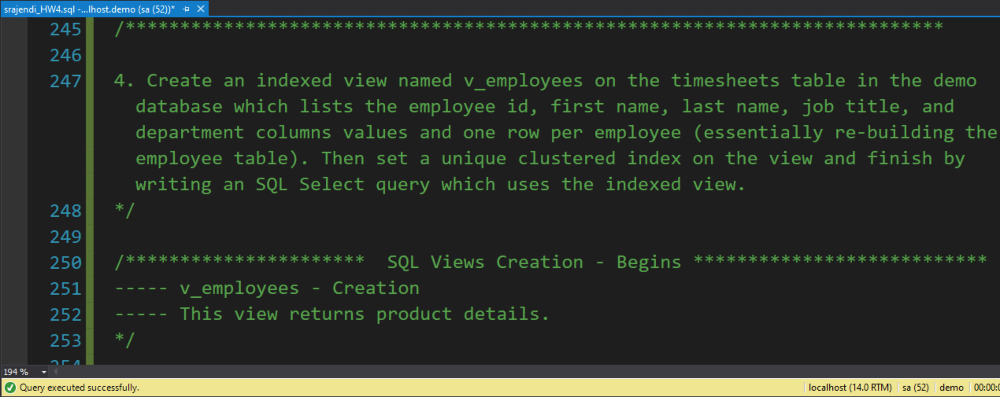 srajendi_HW4.sql -...lhost.demo (sa (52))*
245 /***************************************************************************
246
247 4. Create an indexed view named v_employees on the timesheets table in the demo
database which lists the employee id, first name, last name, job title, and
department columns values and one row per employee (essentially re-building the
employee table). Then set a unique clustered index on the view and finish by
writing an SQL Select query which uses the indexed view.
248 */
249
250 /********************** SQL Views Creation - Begins ***************************
251 ----- v_employees - Creation
252 ----- This view returns product details.
253 */
254
194 %
Query executed successfully. localhost (14.0 RTM) sa (52) demo 00:00:0